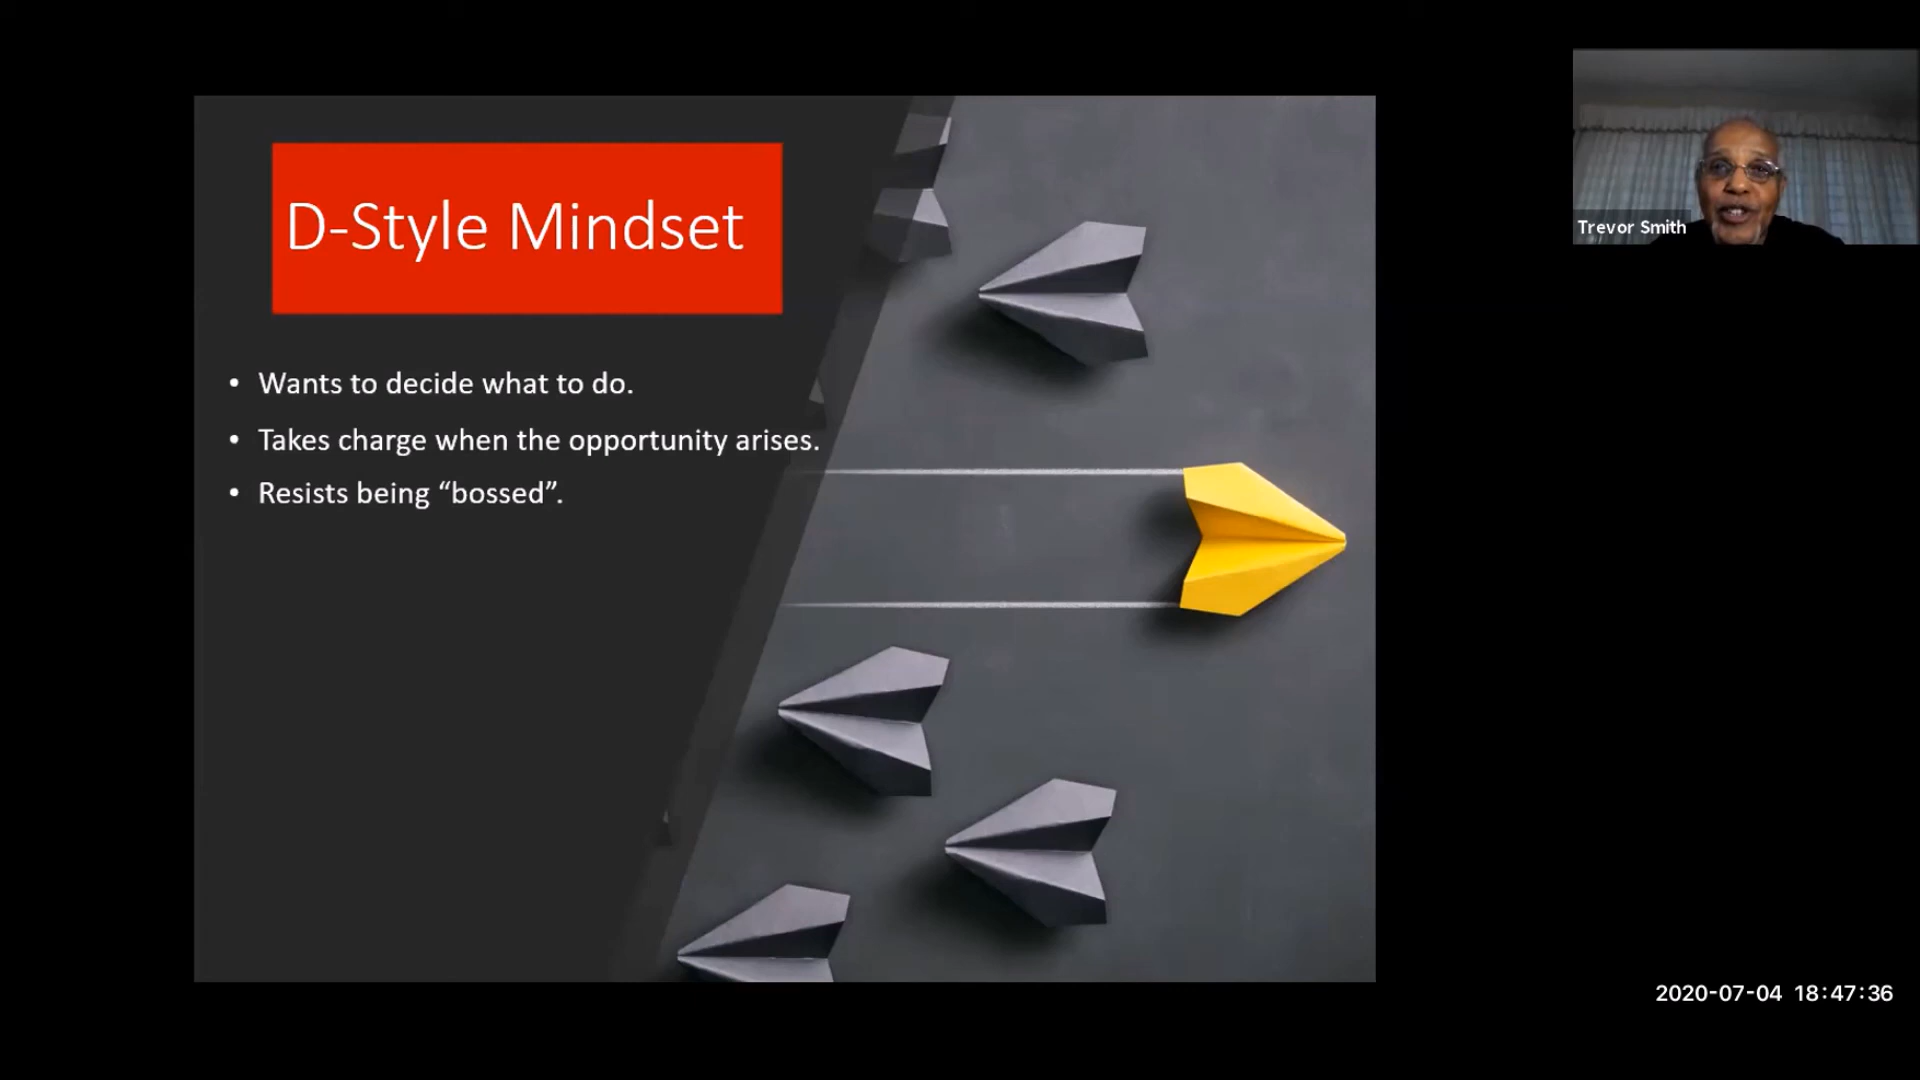 D-Style Mindset
• Wants to decide what to do.
• Takes charge when the opportunity arises.
• Resists being “bossed”.
Trevor Smith
2020-07-04 18:47:36